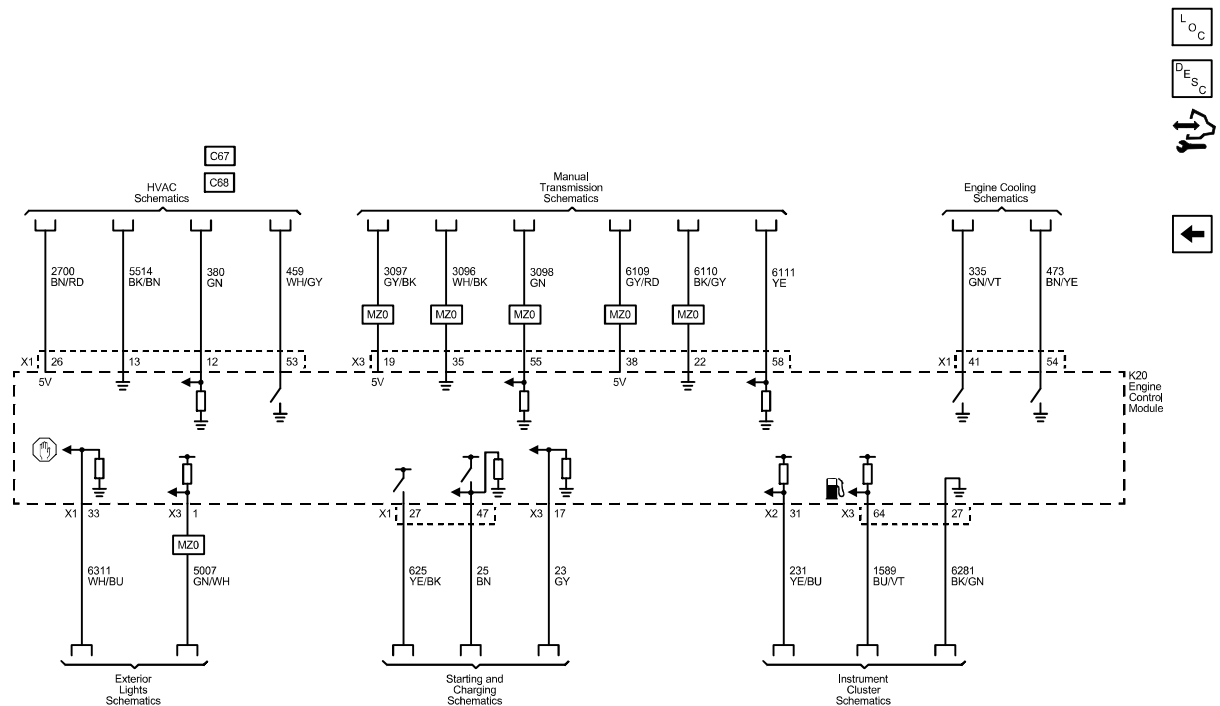 L
O
C
D
E
S
C
C67
C68
HVAC
Schematics
Manual
Transmission
Schematics
Engine Cooling
Schematics
2700
BN/RD
5514
BK/BN
380
GN
459
WH/GY
3097
GY/BK
3096
WH/BK
3098
GN
6109
GY/RD
6110
BK/GY
6111
YE
335
GN/VT
473
BN/YE
MZ0
MZ0
MZ0
MZ0
MZ0
X1 26 13 12 53
X3 19 35 55 38 22 58
X1 41 54
5V
5V
5V
K20
Engine
Control
Module
X1 33
X3 1
X1 27 47
X3 17
X2 31
X3 64 27
MZ0
6311
WH/BU
5007
GN/WH
625
YE/BK
25
BN
23
GY
231
YE/BU
1589
BU/VT
6281
BK/GN
Exterior
Lights
Schematics
Starting and
Charging
Schematics
Instrument
Cluster
Schematics